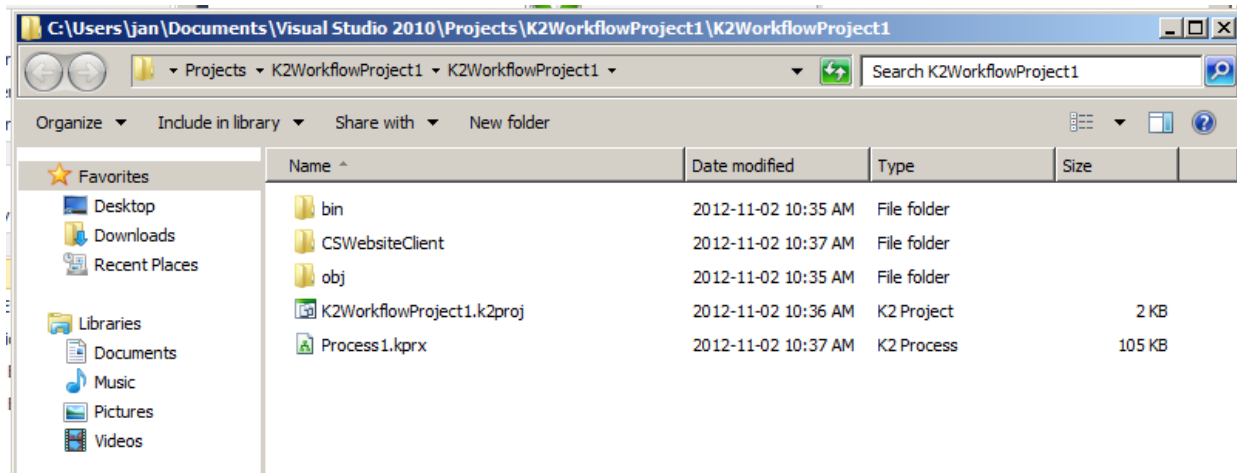 C:\Users\jan\Documents\Visual Studio 2010\Projects\K2WorkflowProject1\K2WorkflowProject1
Projects K2WorkflowProject1 K2WorkflowProject1 Search K2WorkflowProject1
Organize Include in library Share with New folder
Favorites
Desktop
Downloads
Recent Places
Libraries
Documents
Music
Pictures
Videos
Name Date modified Type Size
bin 2012-11-02 10:35 AM File folder
CSWebsiteClient 2012-11-02 10:37 AM File folder
obj 2012-11-02 10:35 AM File folder
K2WorkflowProject1.k2proj 2012-11-02 10:36 AM K2 Project 2 KB
Process1.kprx 2012-11-02 10:37 AM K2 Process 105 KB